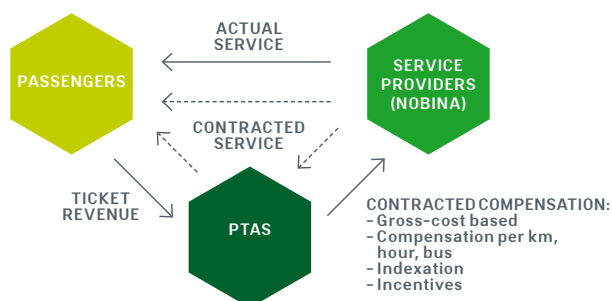 ACTUAL
SERVICE
PASSENGERS
SERVICE
PROVIDERS
(NOBINA)
CONTRACTED
SERVICE
TICKET
REVENUE
PTAS
CONTRACTED COMPENSATION:
– Gross-cost based
– Compensation per km,
hour, bus
– Indexation
– Incentives